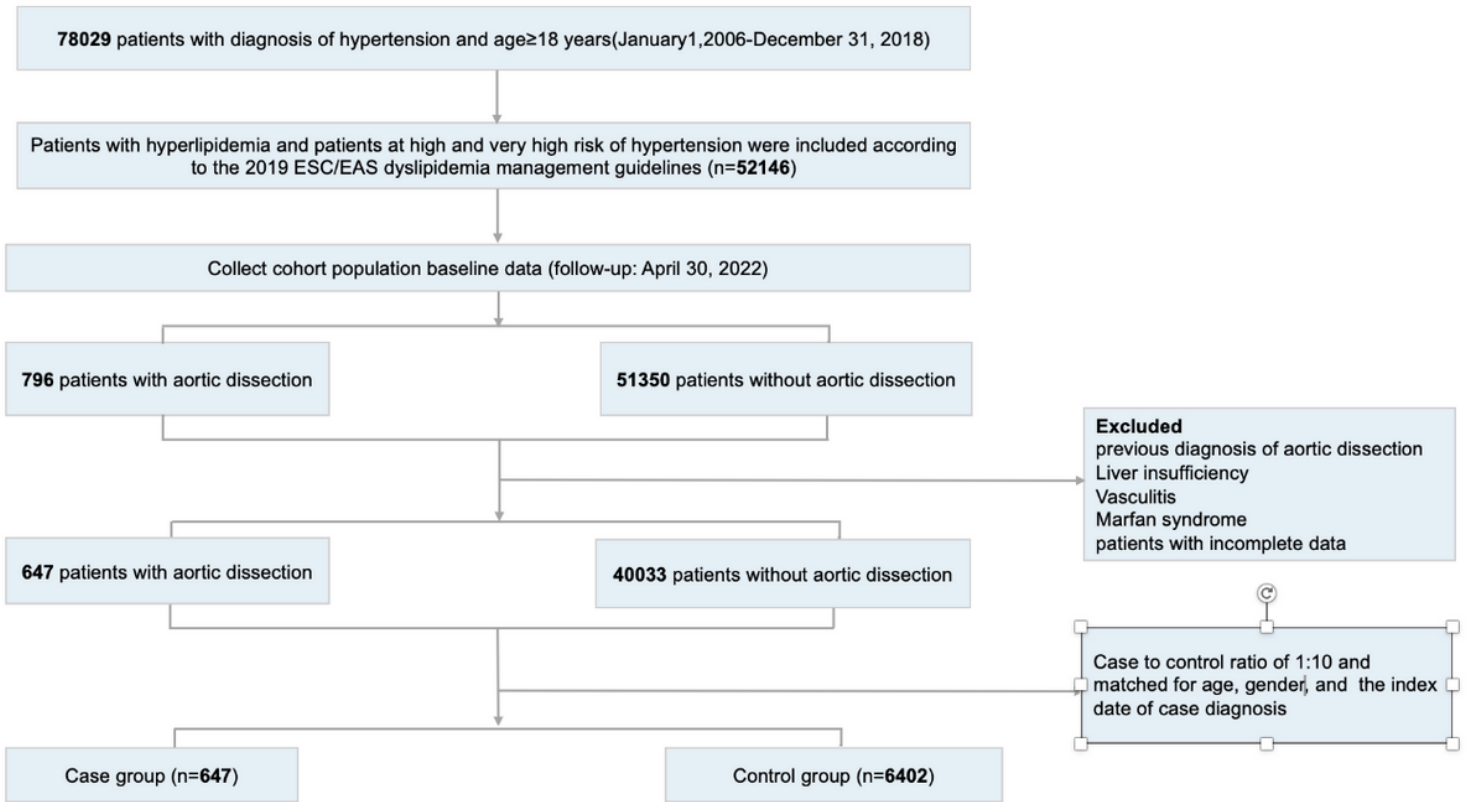 78029 patients with diagnosis of hypertension and age≥18 years(January1,2006-December 31, 2018)
Patients with hyperlipidemia and patients at high and very high risk of hypertension were included according
to the 2019 ESC/EAS dyslipidemia management guidelines (n=52146)
Collect cohort population baseline data (follow-up: April 30, 2022)
796 patients with aortic dissection
51350 patients without aortic dissection
Excluded
previous diagnosis of aortic dissection
Liver insufficiency
Vasculitis
Marfan syndrome
patients with incomplete data
647 patients with aortic dissection
40033 patients without aortic dissection
Case to control ratio of 1:10 and
matched for age, gender, and  the index
date of case diagnosis
Case group (n=647)
Control group (n=6402)